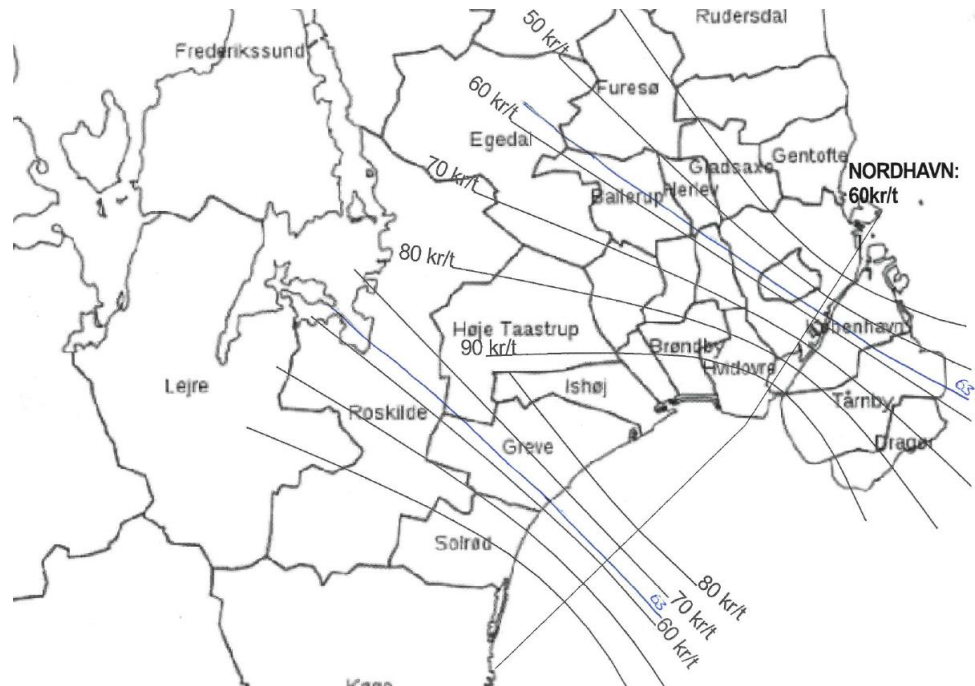 Rudersdal
50 kr/t
Frederikssund
Furesø
60 kr/t
Egedal
Gladsaxe
Gentofte
NORDHAVN:
60kr/t
70 kr/t
Ballerup
Herlev
80 kr/t
København
Høje Taastrup
90 kr/t
Brøndby
Hvidovre
Ishøj
63
Lejre
Roskilde
Tårnby
Greve
Dragør
Solrød
80 kr/t
63
70 kr/t
60 kr/t
Køge